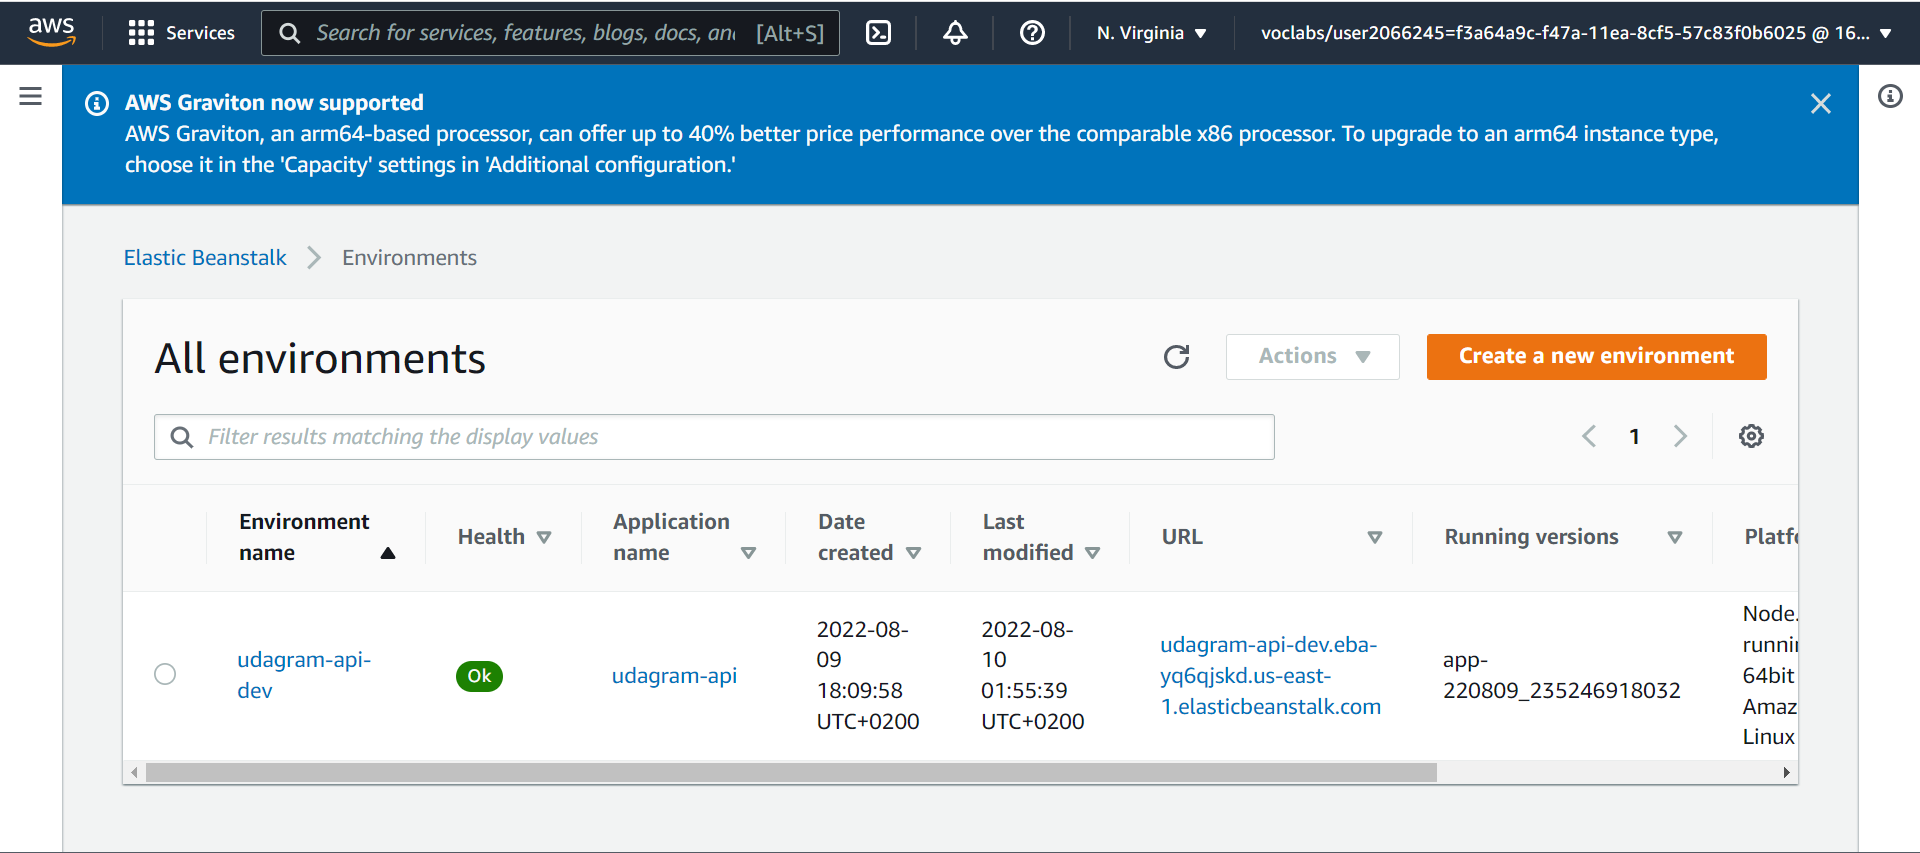 aws
Services
Search for services, features, blogs, docs, an
[Alt+S]
N. Virginia
voclabs/user2066245=f3a64a9c-f47a-11ea-8cf5-57c83f0b6025 @ 16...
AWS Graviton now supported
AWS Graviton, an arm64-based processor, can offer up to 40% better price performance over the comparable x86 processor. To upgrade to an arm64 instance type,
choose it in the 'Capacity' settings in 'Additional configuration.'
Elastic Beanstalk
Environments
All environments
Actions
Create a new environment
Filter results matching the display values
1
Environment
name
Health
Application
name
Date
created
Last
modified
URL
Running versions
Platfo
udagram-api-
dev
Ok
udagram-api
2022-08-
09
18:09:58
UTC+0200
2022-08-
10
01:55:39
UTC+0200
udagram-api-dev.eba-
yq6qjskd.us-east-
1.elasticbeanstalk.com
app-
220809_235246918032
Node.
runni
64bit
Amaz
Linux